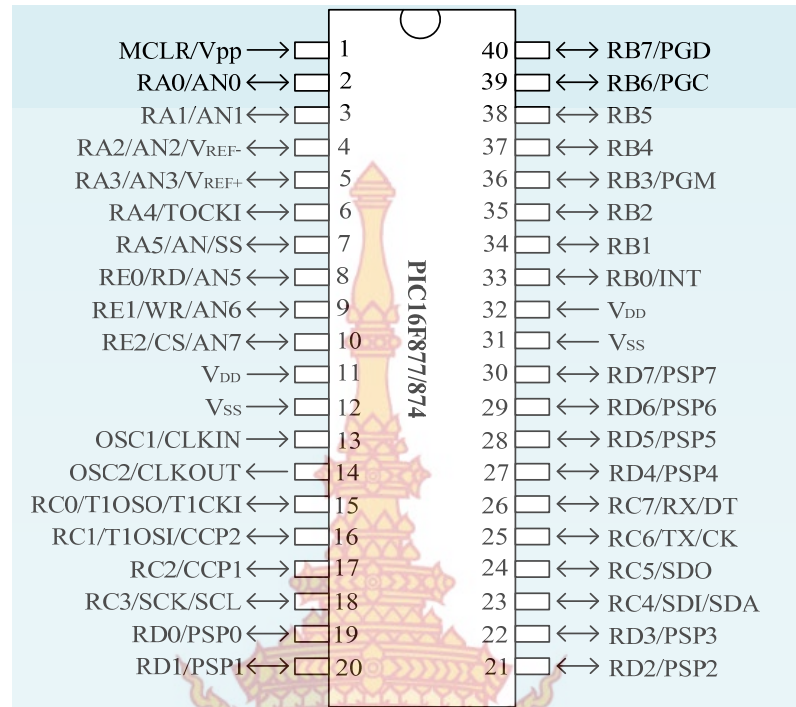 MCLR/Vpp 1 40 RB7/PGD
RA0/AN0 2 39 RB6/PGC
RA1/AN1 3 38 RB5
RA2/AN2/VREF- 4 37 RB4
RA3/AN3/VREF+ 5 36 RB3/PGM
RA4/TOCKI 6 35 RB2
RA5/AN/SS 7 34 RB1
RE0/RD/AN5 8 33 RB0/INT
RE1/WR/AN6 9 32 VDD
RE2/CS/AN7 10 31 VSS
VDD 11 30 RD7/PSP7
VSS 12 29 RD6/PSP6
OSC1/CLKIN 13 28 RD5/PSP5
OSC2/CLKOUT 14 27 RD4/PSP4
RC0/T1OSO/T1CKI 15 26 RC7/RX/DT
RC1/T1OSI/CCP2 16 25 RC6/TX/CK
RC2/CCP1 17 24 RC5/SDO
RC3/SCK/SCL 18 23 RC4/SDI/SDA
RD0/PSP0 19 22 RD3/PSP3
RD1/PSP1 20 21 RD2/PSP2
PIC16F877/874